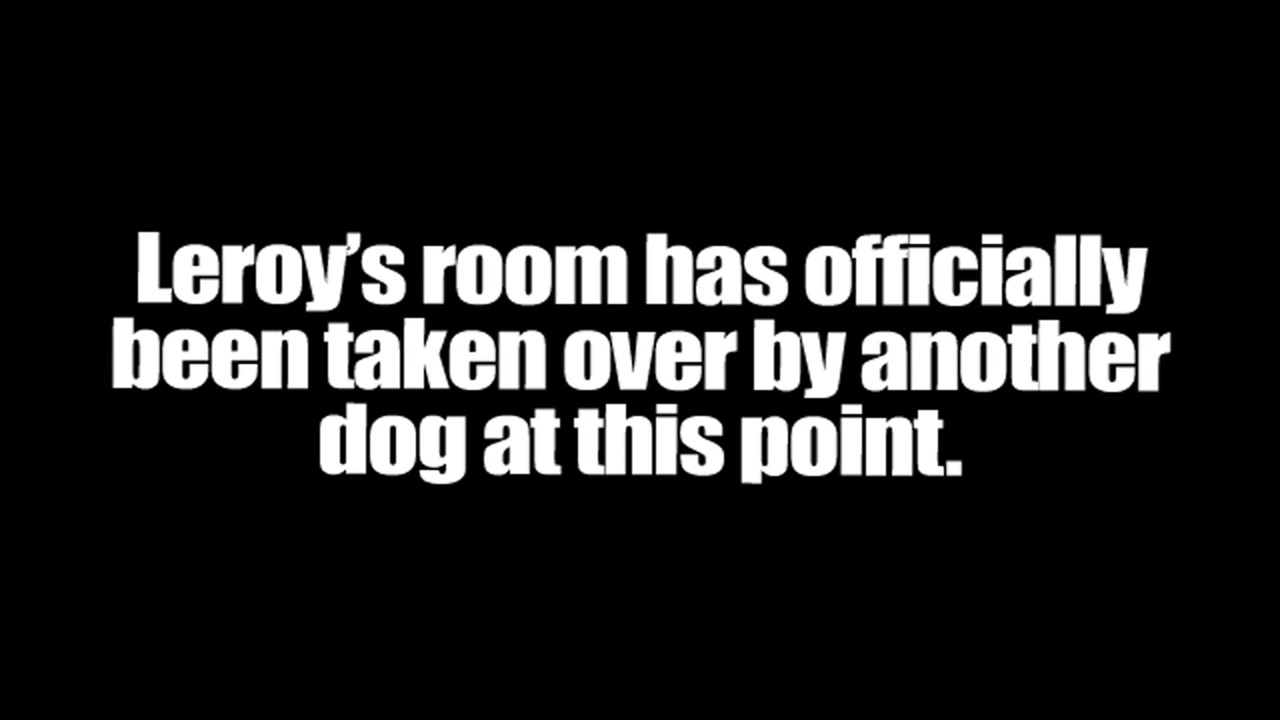 Leroy’s room has officially
been taken over by another
dog at this point.